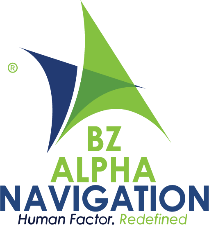 ®
BZ
ALPHA
NAVIGATION
Human Factor, Redefined